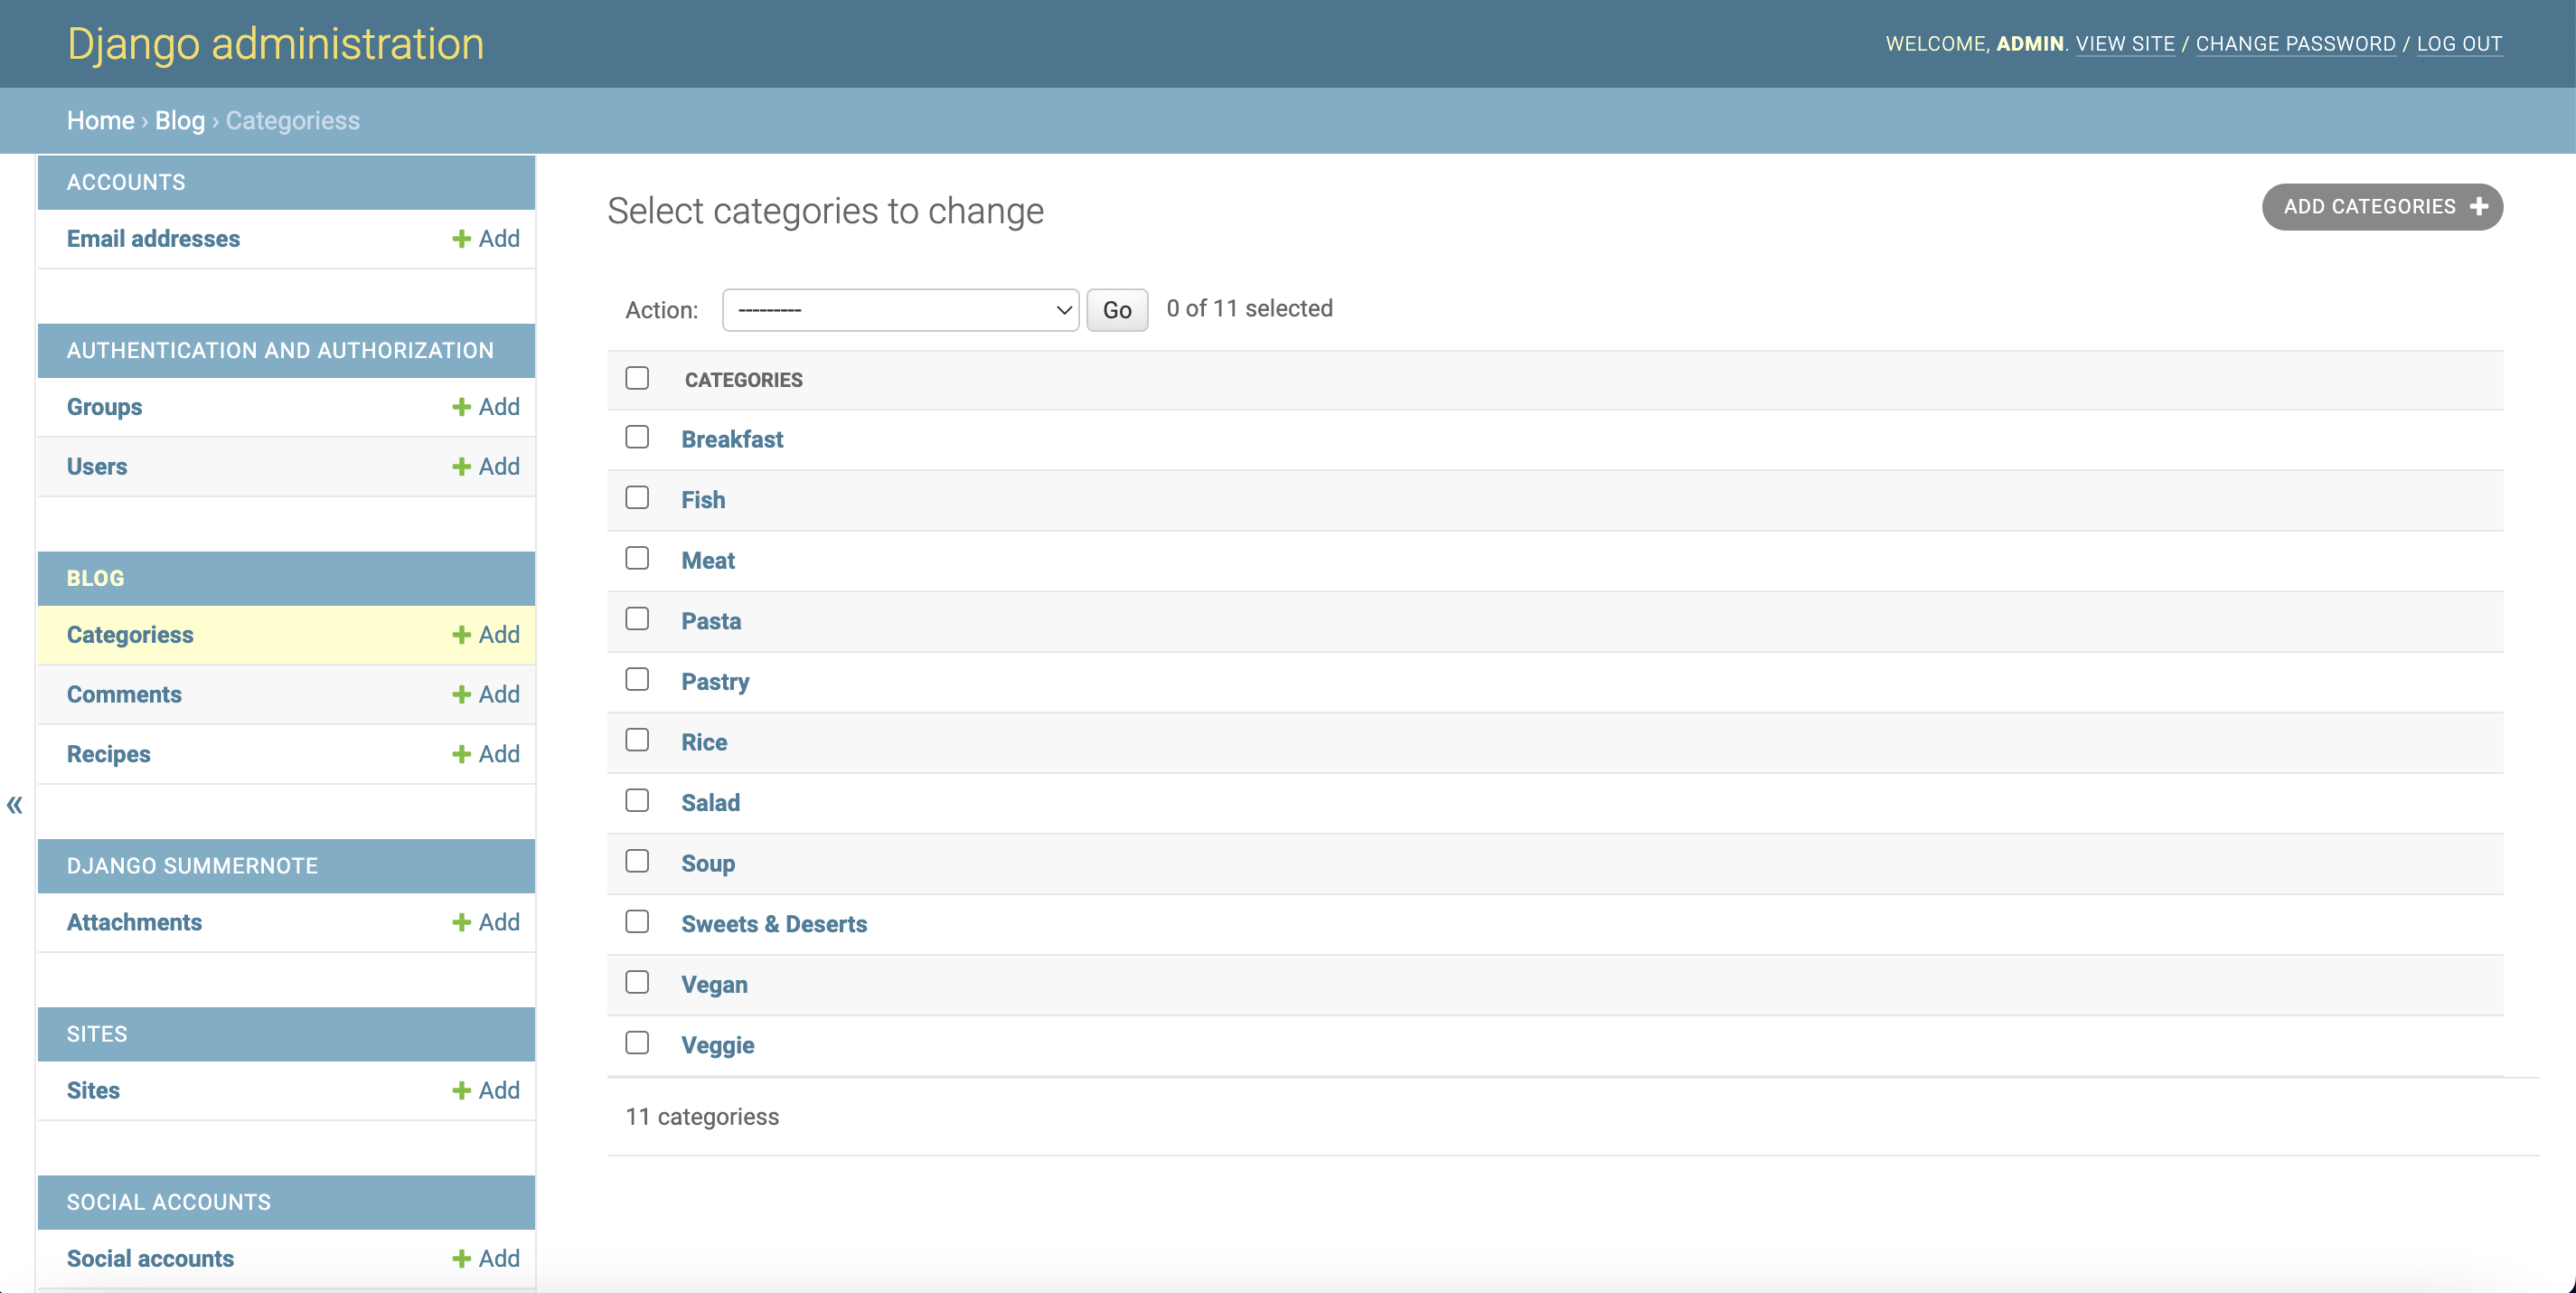 Django administration
WELCOME, ADMIN. VIEW SITE / CHANGE PASSWORD / LOG OUT
Home › Blog › Categoriess
ACCOUNTS
Email addresses + Add
AUTHENTICATION AND AUTHORIZATION
Groups + Add
Users + Add
BLOG
Categoriess + Add
Comments + Add
Recipes + Add
DJANGO SUMMERNOTE
Attachments + Add
SITES
Sites + Add
SOCIAL ACCOUNTS
Social accounts + Add
«
Select categories to change
ADD CATEGORIES +
Action: --------- Go 0 of 11 selected
CATEGORIES
Breakfast
Fish
Meat
Pasta
Pastry
Rice
Salad
Soup
Sweets & Deserts
Vegan
Veggie
11 categoriess